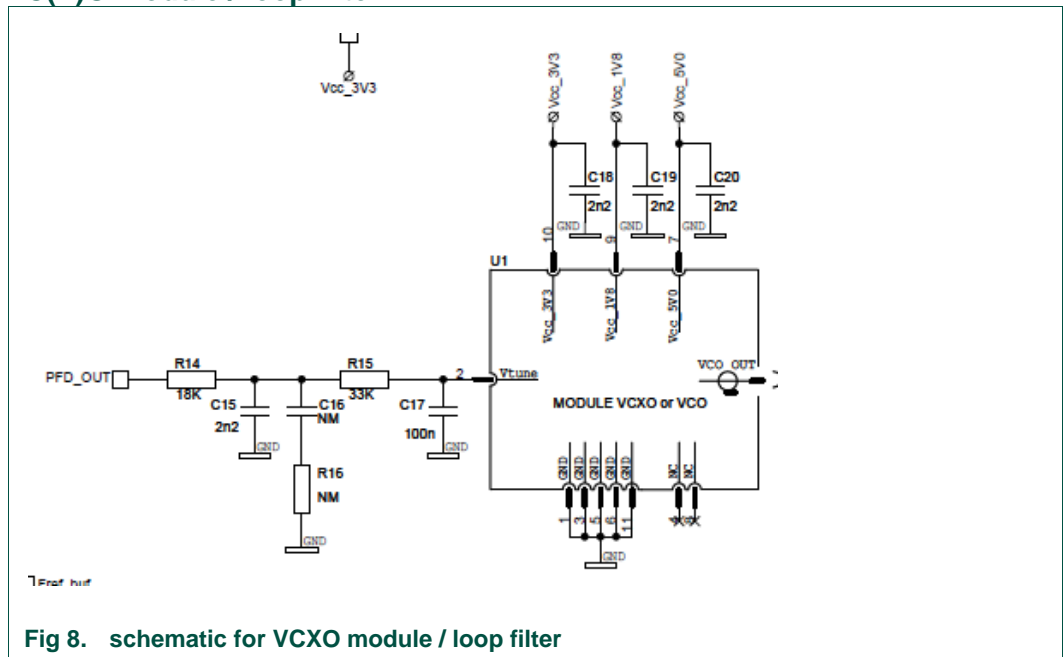 Vcc_3V3
Vcc_3V3
Vcc_1V8
Vcc_5V0
C18
2n2
GND
C19
2n2
GND
C20
2n2
GND
10
9
7
U1
Vcc_3V3
Vcc_1V8
Vcc_5V0
PFD_OUT
R14
18K
C15
2n2
GND
C16
NM
R16
NM
GND
R15
33K
C17
100n
GND
2
Vtune
VCO_OUT
MODULE VCXO or VCO
GND
GND
GND
GND
GND
NC
NC
1
3
5
6
11
4
8
GND
Fref_buf
Fig 8. schematic for VCXO module / loop filter